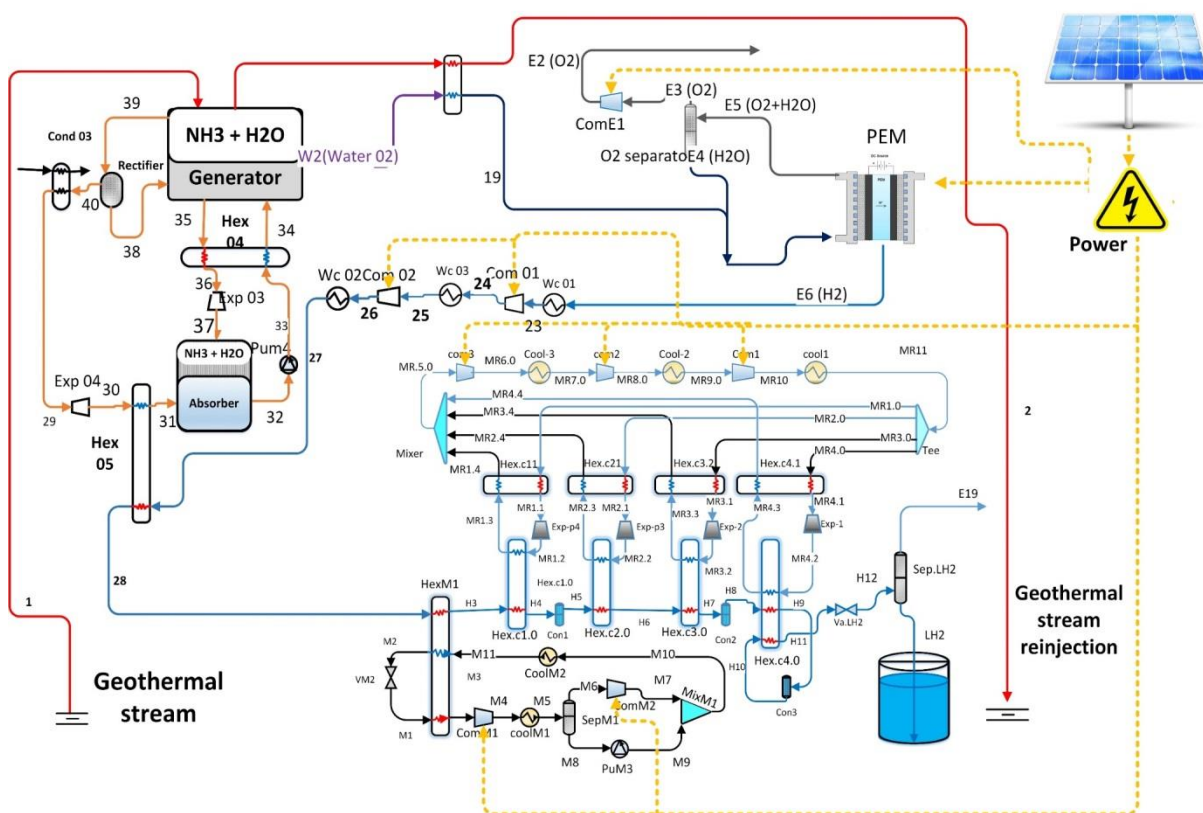 E2 (O2)
E3 (O2)
E5 (O2+H2O)
ComE1
PEM
39
Cond 03
NH3 + H2O
Rectifier
W2(Water 02)
O2 separatoE4 (H2O)
Generator
40
19
38
35
Hex
04
34
Power
Wc 02
Com 02
Wc 03
24
Com 01
Wc 01
E6 (H2)
36
Exp 03
26
25
23
37
33
27
Pum4
NH3 + H2O
com3
MR6.0
Cool-3
com2
Cool-2
Com1
cool1
MR11
MR.5.0
MR7.0
MR8.0
MR9.0
MR10
Exp 04
30
Absorber
MR4.4
MR1.0
29
31
32
MR3.4
MR2.0
2
Hex
05
MR2.4
MR3.0
Mixer
MR4.0
Tee
MR1.4
Hex.c11
Hex.c21
Hex.c3.2
Hex.c4.1
MR1.3
MR1.1
MR2.3
MR2.1
MR3.3
MR3.1
MR4.3
MR4.1
Exp-p4
Exp-p3
Exp-2
Exp-1
E19
MR1.2
MR2.2
MR3.2
MR4.2
28
Sep.LH2
HexM1
Hex.c1.0
H12
1
H3
H4
H5
H7
H8
H9
Hex.c1.0
Con1
Hex.c2.0
H6
Hex.c3.0
Con2
H11
Va.LH2
Geothermal
stream
reinjection
M2
M11
M10
H10
Hex.c4.0
LH2
VM2
M3
CoolM2
Con3
Geothermal
stream
M4
M5
M6
M7
MixM1
M1
ComM1
coolM1
SepM1
ComM2
M8
PuM3
M9